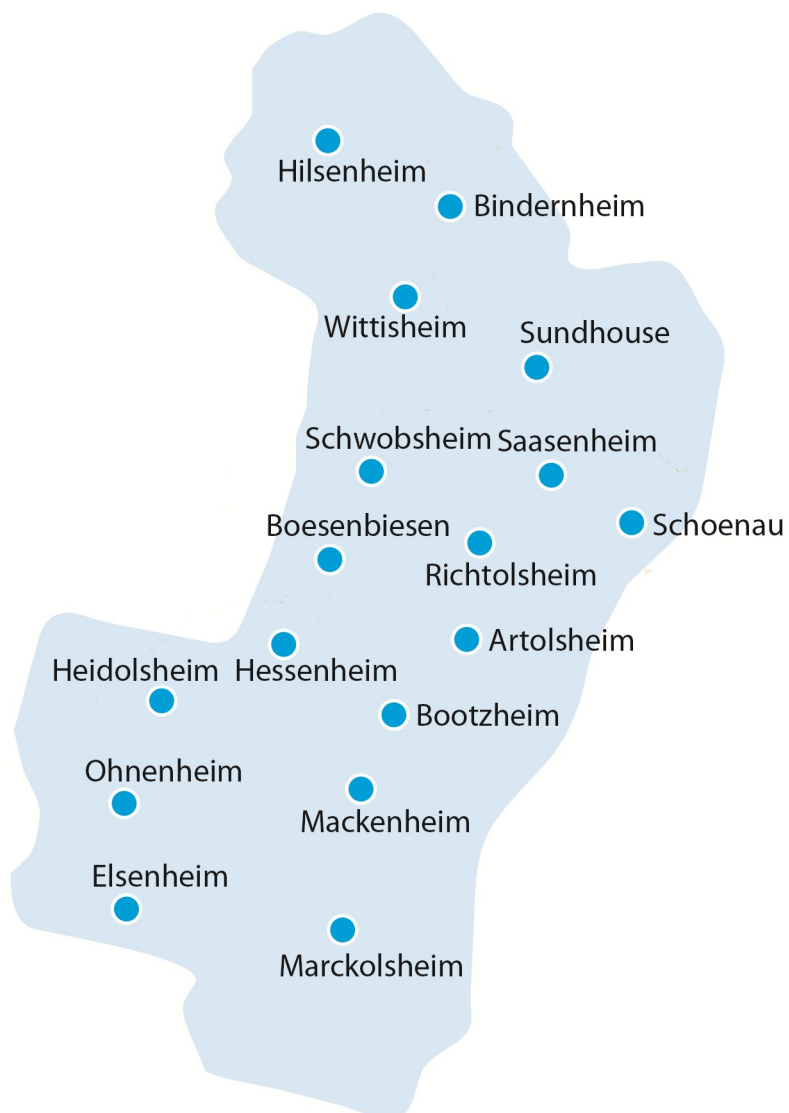 Hilsenheim
Bindernheim
Wittisheim
Sundhouse
Schwobsheim
Saasenheim
Boesenbiesen
Schoenau
Richtolsheim
Artolsheim
Heidolsheim
Hessenheim
Bootzheim
Ohnenheim
Mackenheim
Elsenheim
Marckolsheim